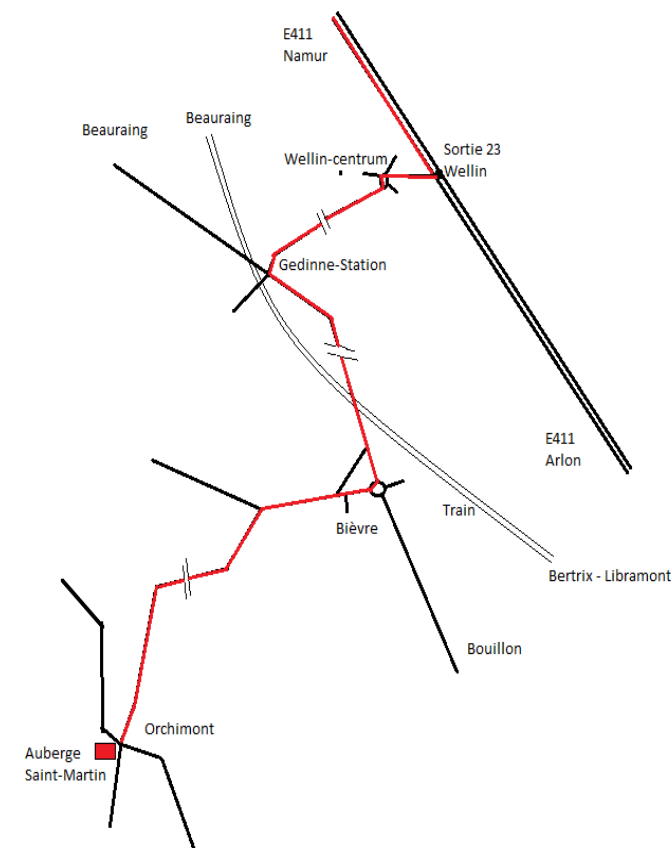 E411
Namur
Beauraing
Beauraing
Sortie 23
Wellin
Wellin-centrum
Gedinne-Station
E411
Arlon
Train
Bièvre
Bertrix - Libramont
Bouillon
Orchimont
Auberge
Saint-Martin